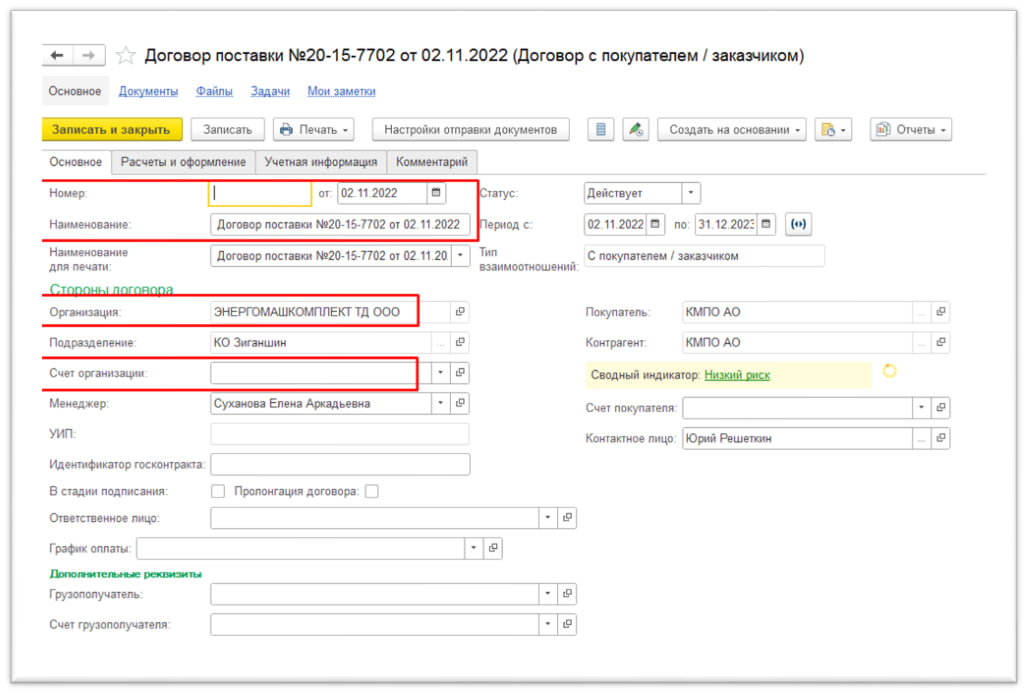 Договор поставки №20-15-7702 от 02.11.2022 (Договор с покупателем / заказчиком)
Основное Документы Файлы Задачи Мои заметки
Записать и закрыть Записать Печать Настройки отправки документов Создать на основании Отчеты
Основное Расчеты и оформление Учетная информация Комментарий
Номер: от: 02.11.2022 Статус: Действует
Наименование: Договор поставки №20-15-7702 от 02.11.2022 Период с: 02.11.2022 по: 31.12.2023
Наименование для печати: Договор поставки №20-15-7702 от 02.11.20 Тип взаимоотношений: С покупателем / заказчиком
Стороны договора
Организация: ЭНЕРГОМАШКОМПЛЕКТ ТД ООО Покупатель: КМПО АО
Подразделение: КО Зиганшин Контрагент: КМПО АО
Счет организации: Сводный индикатор: Низкий риск
Менеджер: Суханова Елена Аркадьевна Счет покупателя:
УИП: Контактное лицо: Юрий Решеткин
Идентификатор госконтракта:
В стадии подписания: Пролонгация договора:
Ответственное лицо:
График оплаты:
Дополнительные реквизиты
Грузополучатель:
Счет грузополучателя: